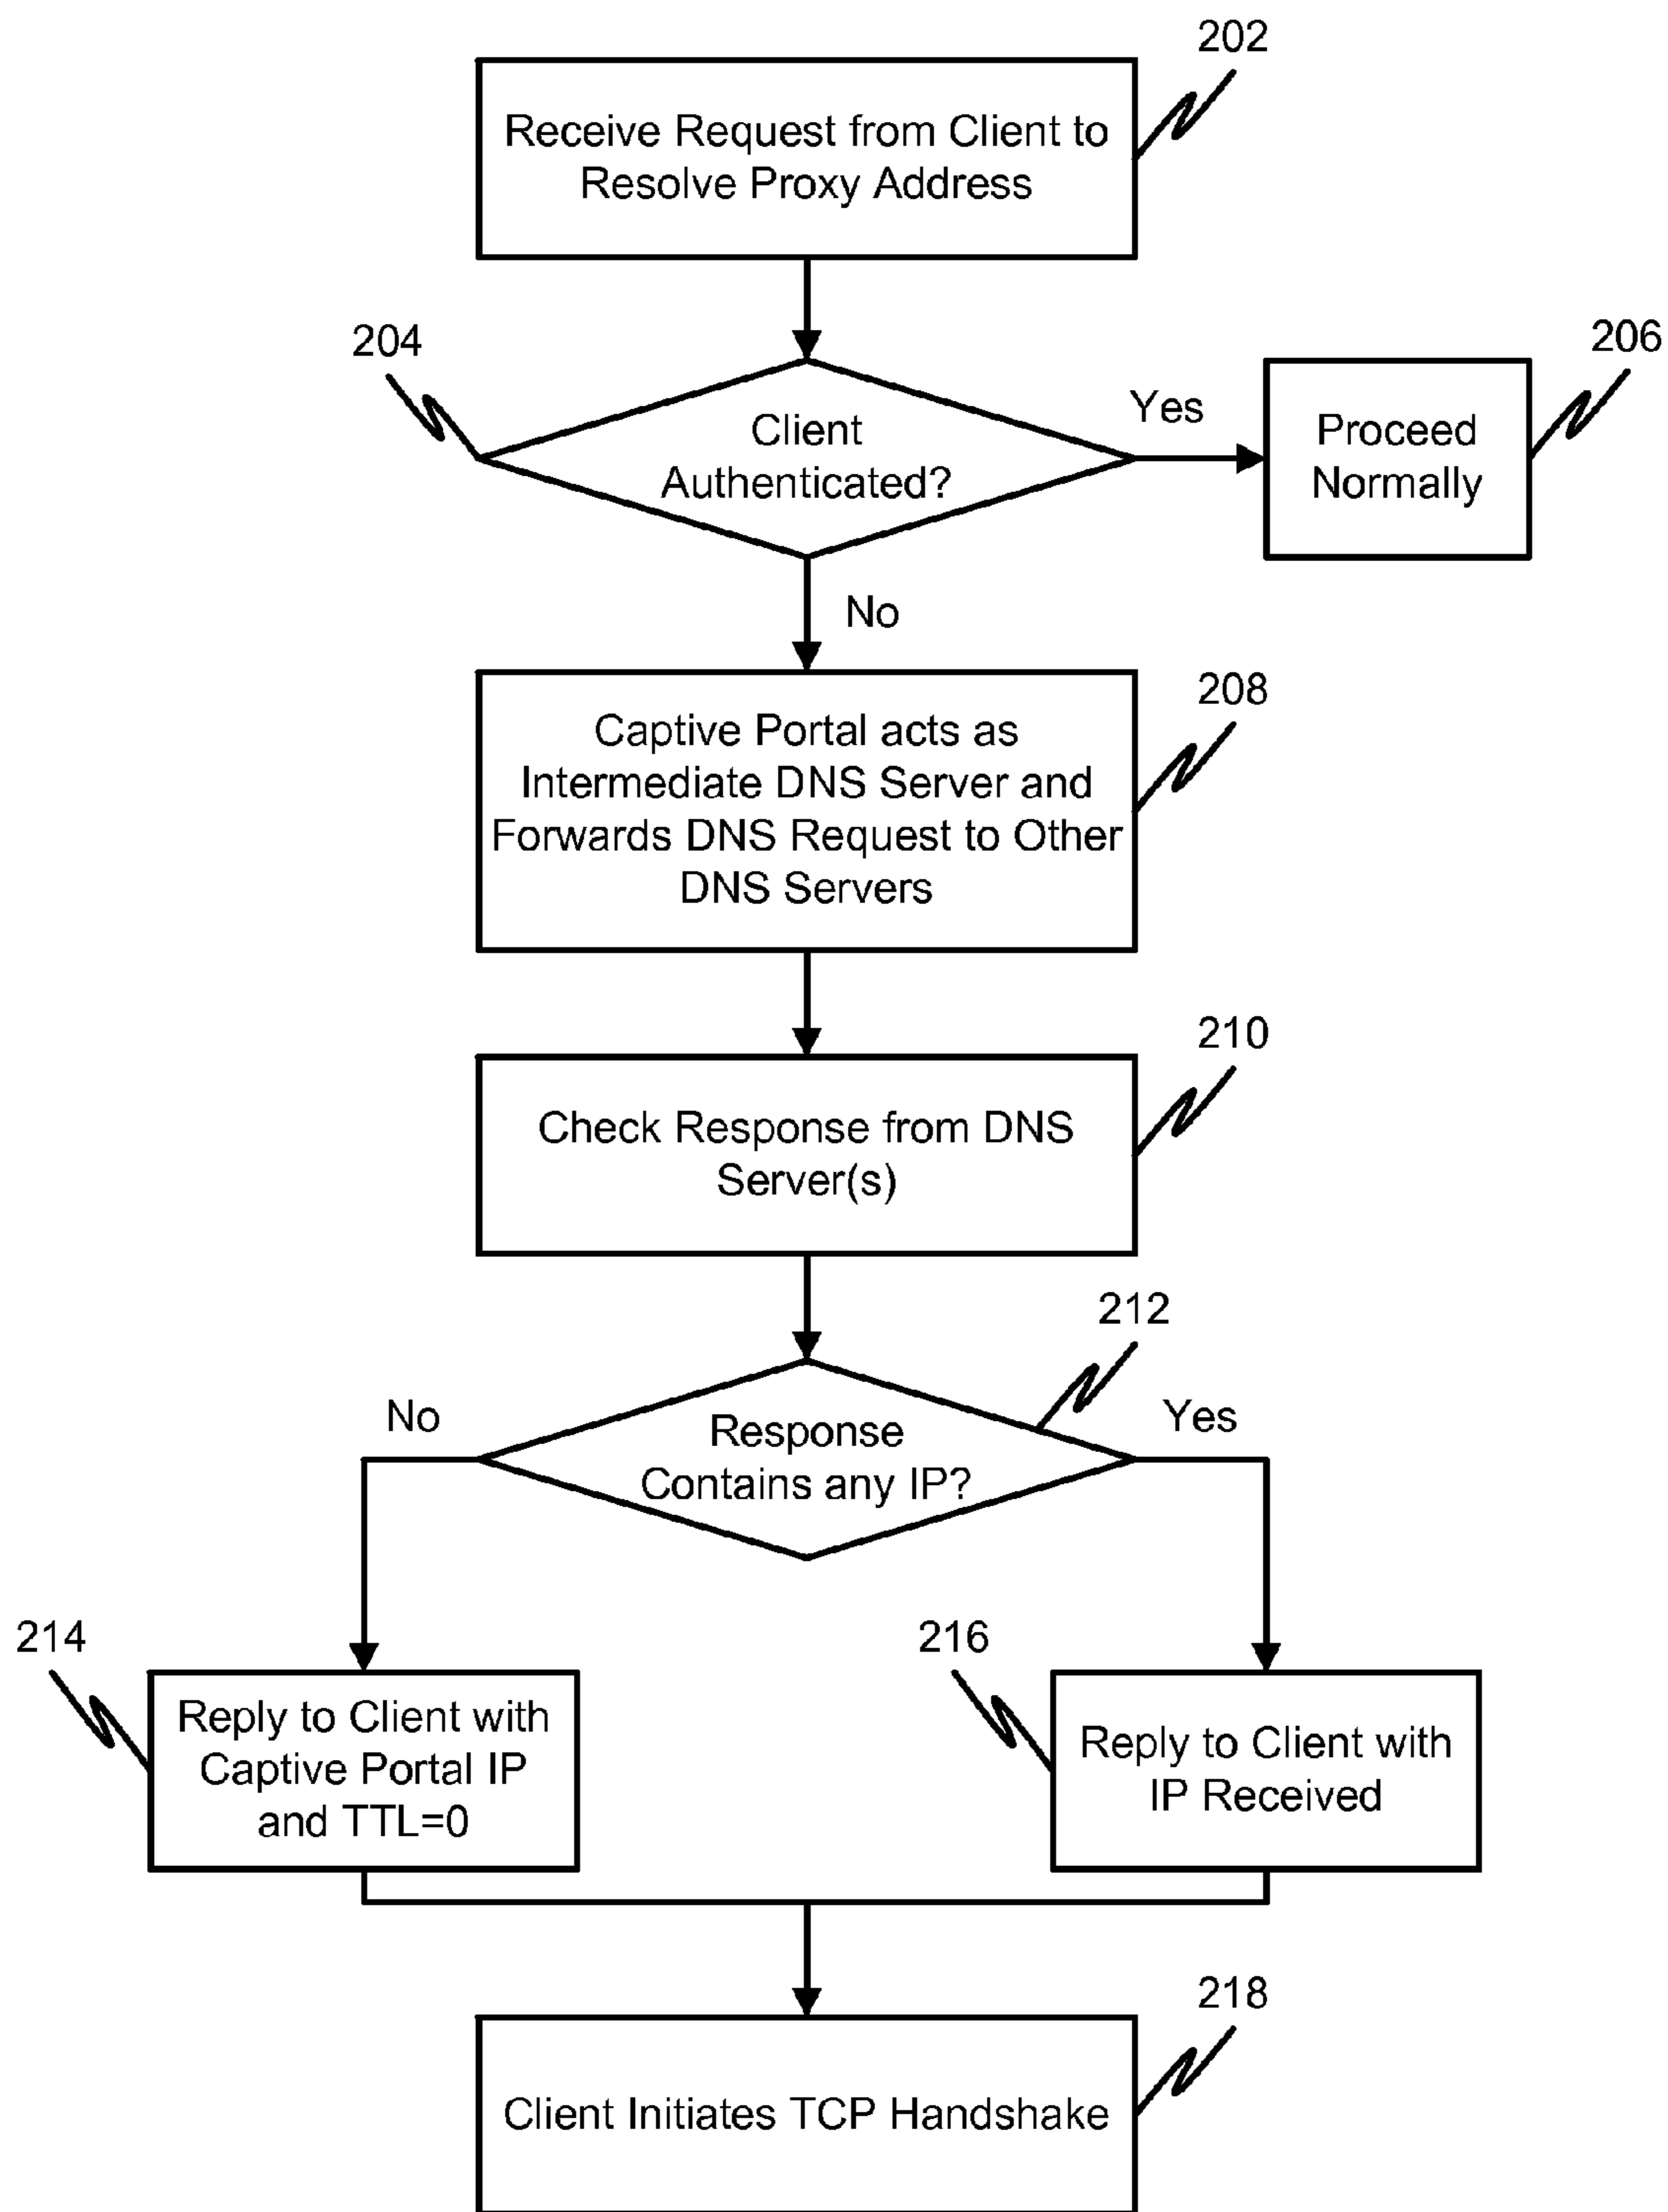 202
Receive Request from Client to
Resolve Proxy Address
204
Client
Authenticated?
Yes
206
Proceed
Normally
No
208
Captive Portal acts as
Intermediate DNS Server and
Forwards DNS Request to Other
DNS Servers
210
Check Response from DNS
Server(s)
212
No
Response
Contains any IP?
Yes
214
Reply to Client with
Captive Portal IP
and TTL=0
216
Reply to Client with
IP Received
218
Client Initiates TCP Handshake